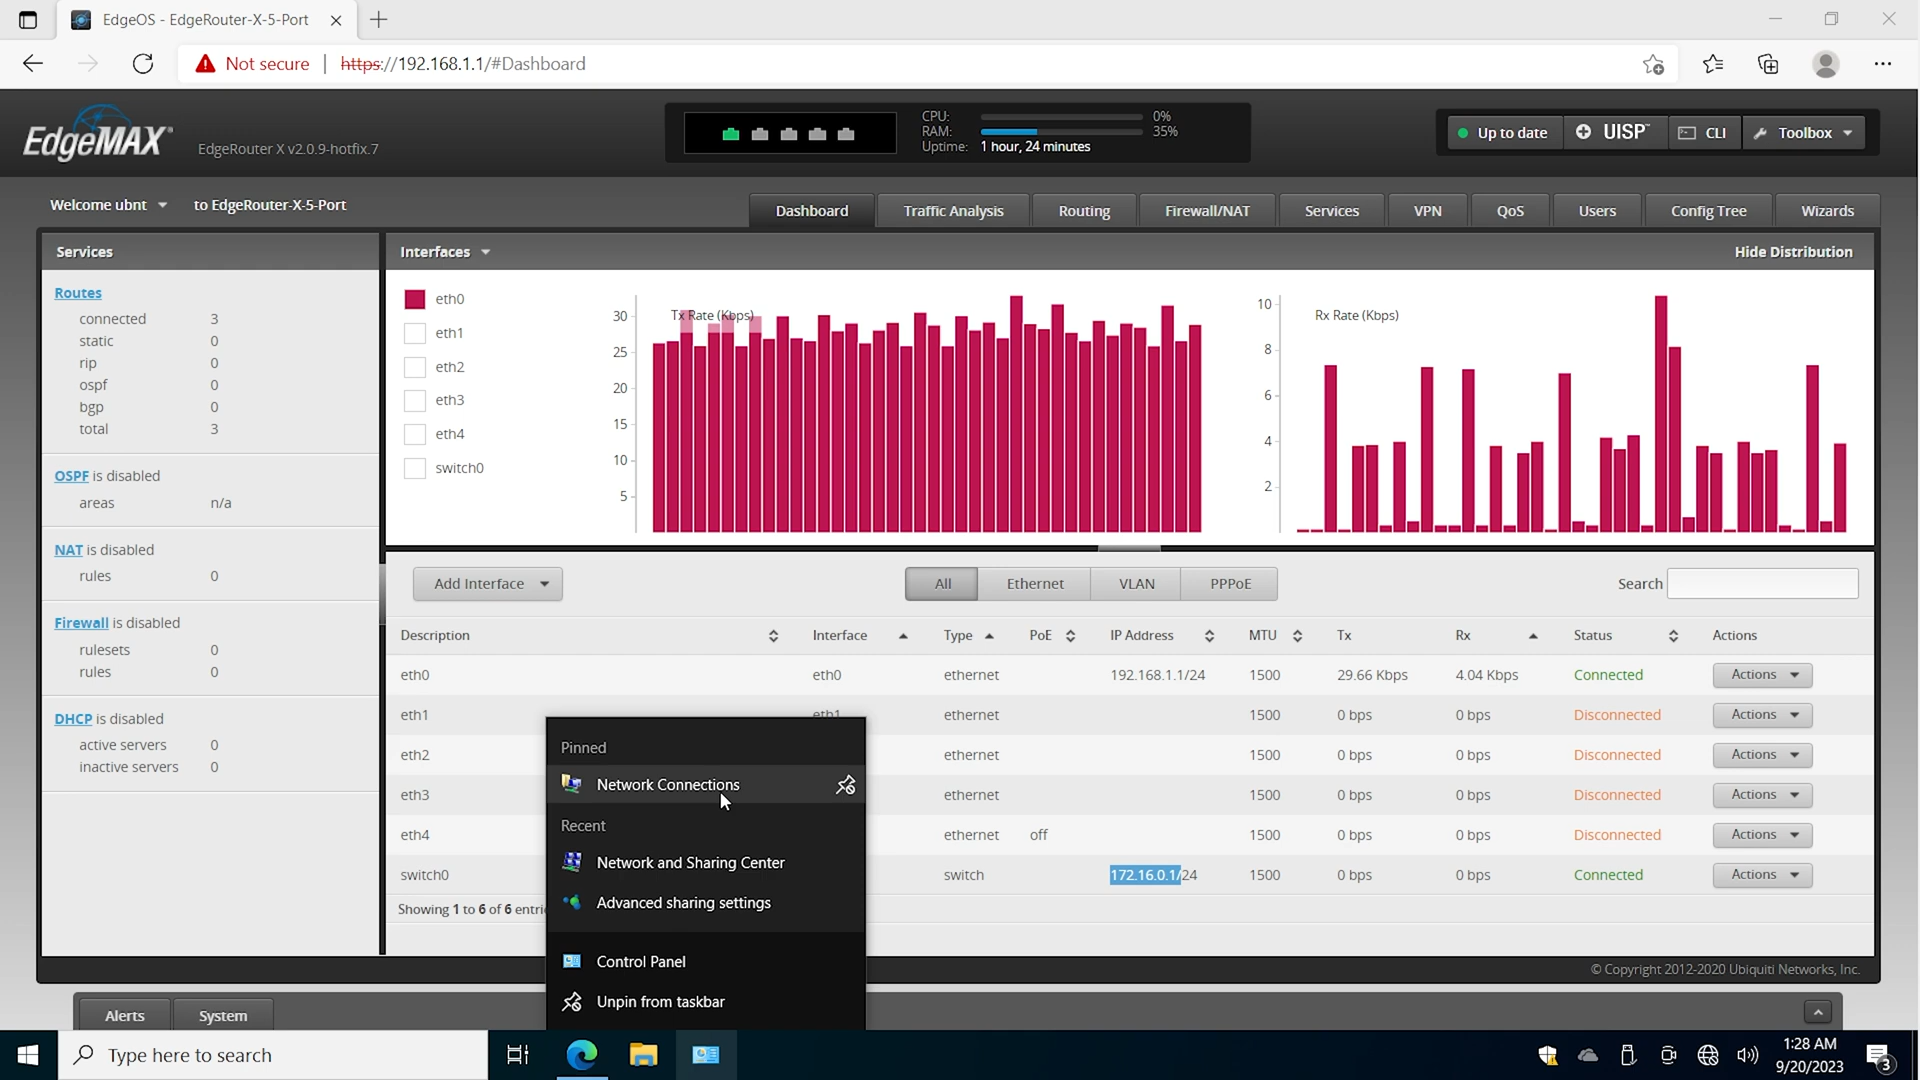 EdgeOS - EdgeRouter-X-5-Port
Not secure | https://192.168.1.1/#Dashboard
EdgeMAX
EdgeRouter X v2.0.9-hotfix.7
CPU: 0%
RAM: 35%
Uptime: 1 hour, 24 minutes
Up to date
UISP™
CLI
Toolbox
Welcome ubnt to EdgeRouter-X-5-Port
Dashboard Traffic Analysis Routing Firewall/NAT Services VPN QoS Users Config Tree Wizards
Services
Routes
connected 3
static 0
rip 0
ospf 0
bgp 0
total 3
OSPF is disabled
areas n/a
NAT is disabled
rules 0
Firewall is disabled
rulesets 0
rules 0
DHCP is disabled
active servers 0
inactive servers 0
Interfaces
Hide Distribution
eth0
eth1
eth2
eth3
eth4
switch0
Tx Rate (Kbps)
30
25
20
15
10
5
Rx Rate (Kbps)
10
8
6
4
2
Add Interface
All Ethernet VLAN PPPoE
Search
Description Interface Type PoE IP Address MTU Tx Rx Status Actions
eth0 eth0 ethernet 192.168.1.1/24 1500 29.66 Kbps 4.04 Kbps Connected Actions
eth1 eth1 ethernet 1500 0 bps 0 bps Disconnected Actions
eth2 ethernet 1500 0 bps 0 bps Disconnected Actions
eth3 ethernet 1500 0 bps 0 bps Disconnected Actions
eth4 ethernet off 1500 0 bps 0 bps Disconnected Actions
switch0 switch 172.16.0.1/24 1500 0 bps 0 bps Connected Actions
Showing 1 to 6 of 6 entri
Pinned
Network Connections
Recent
Network and Sharing Center
Advanced sharing settings
Control Panel
Unpin from taskbar
© Copyright 2012-2020 Ubiquiti Networks, Inc.
Alerts System
Type here to search
1:28 AM
9/20/2023
3